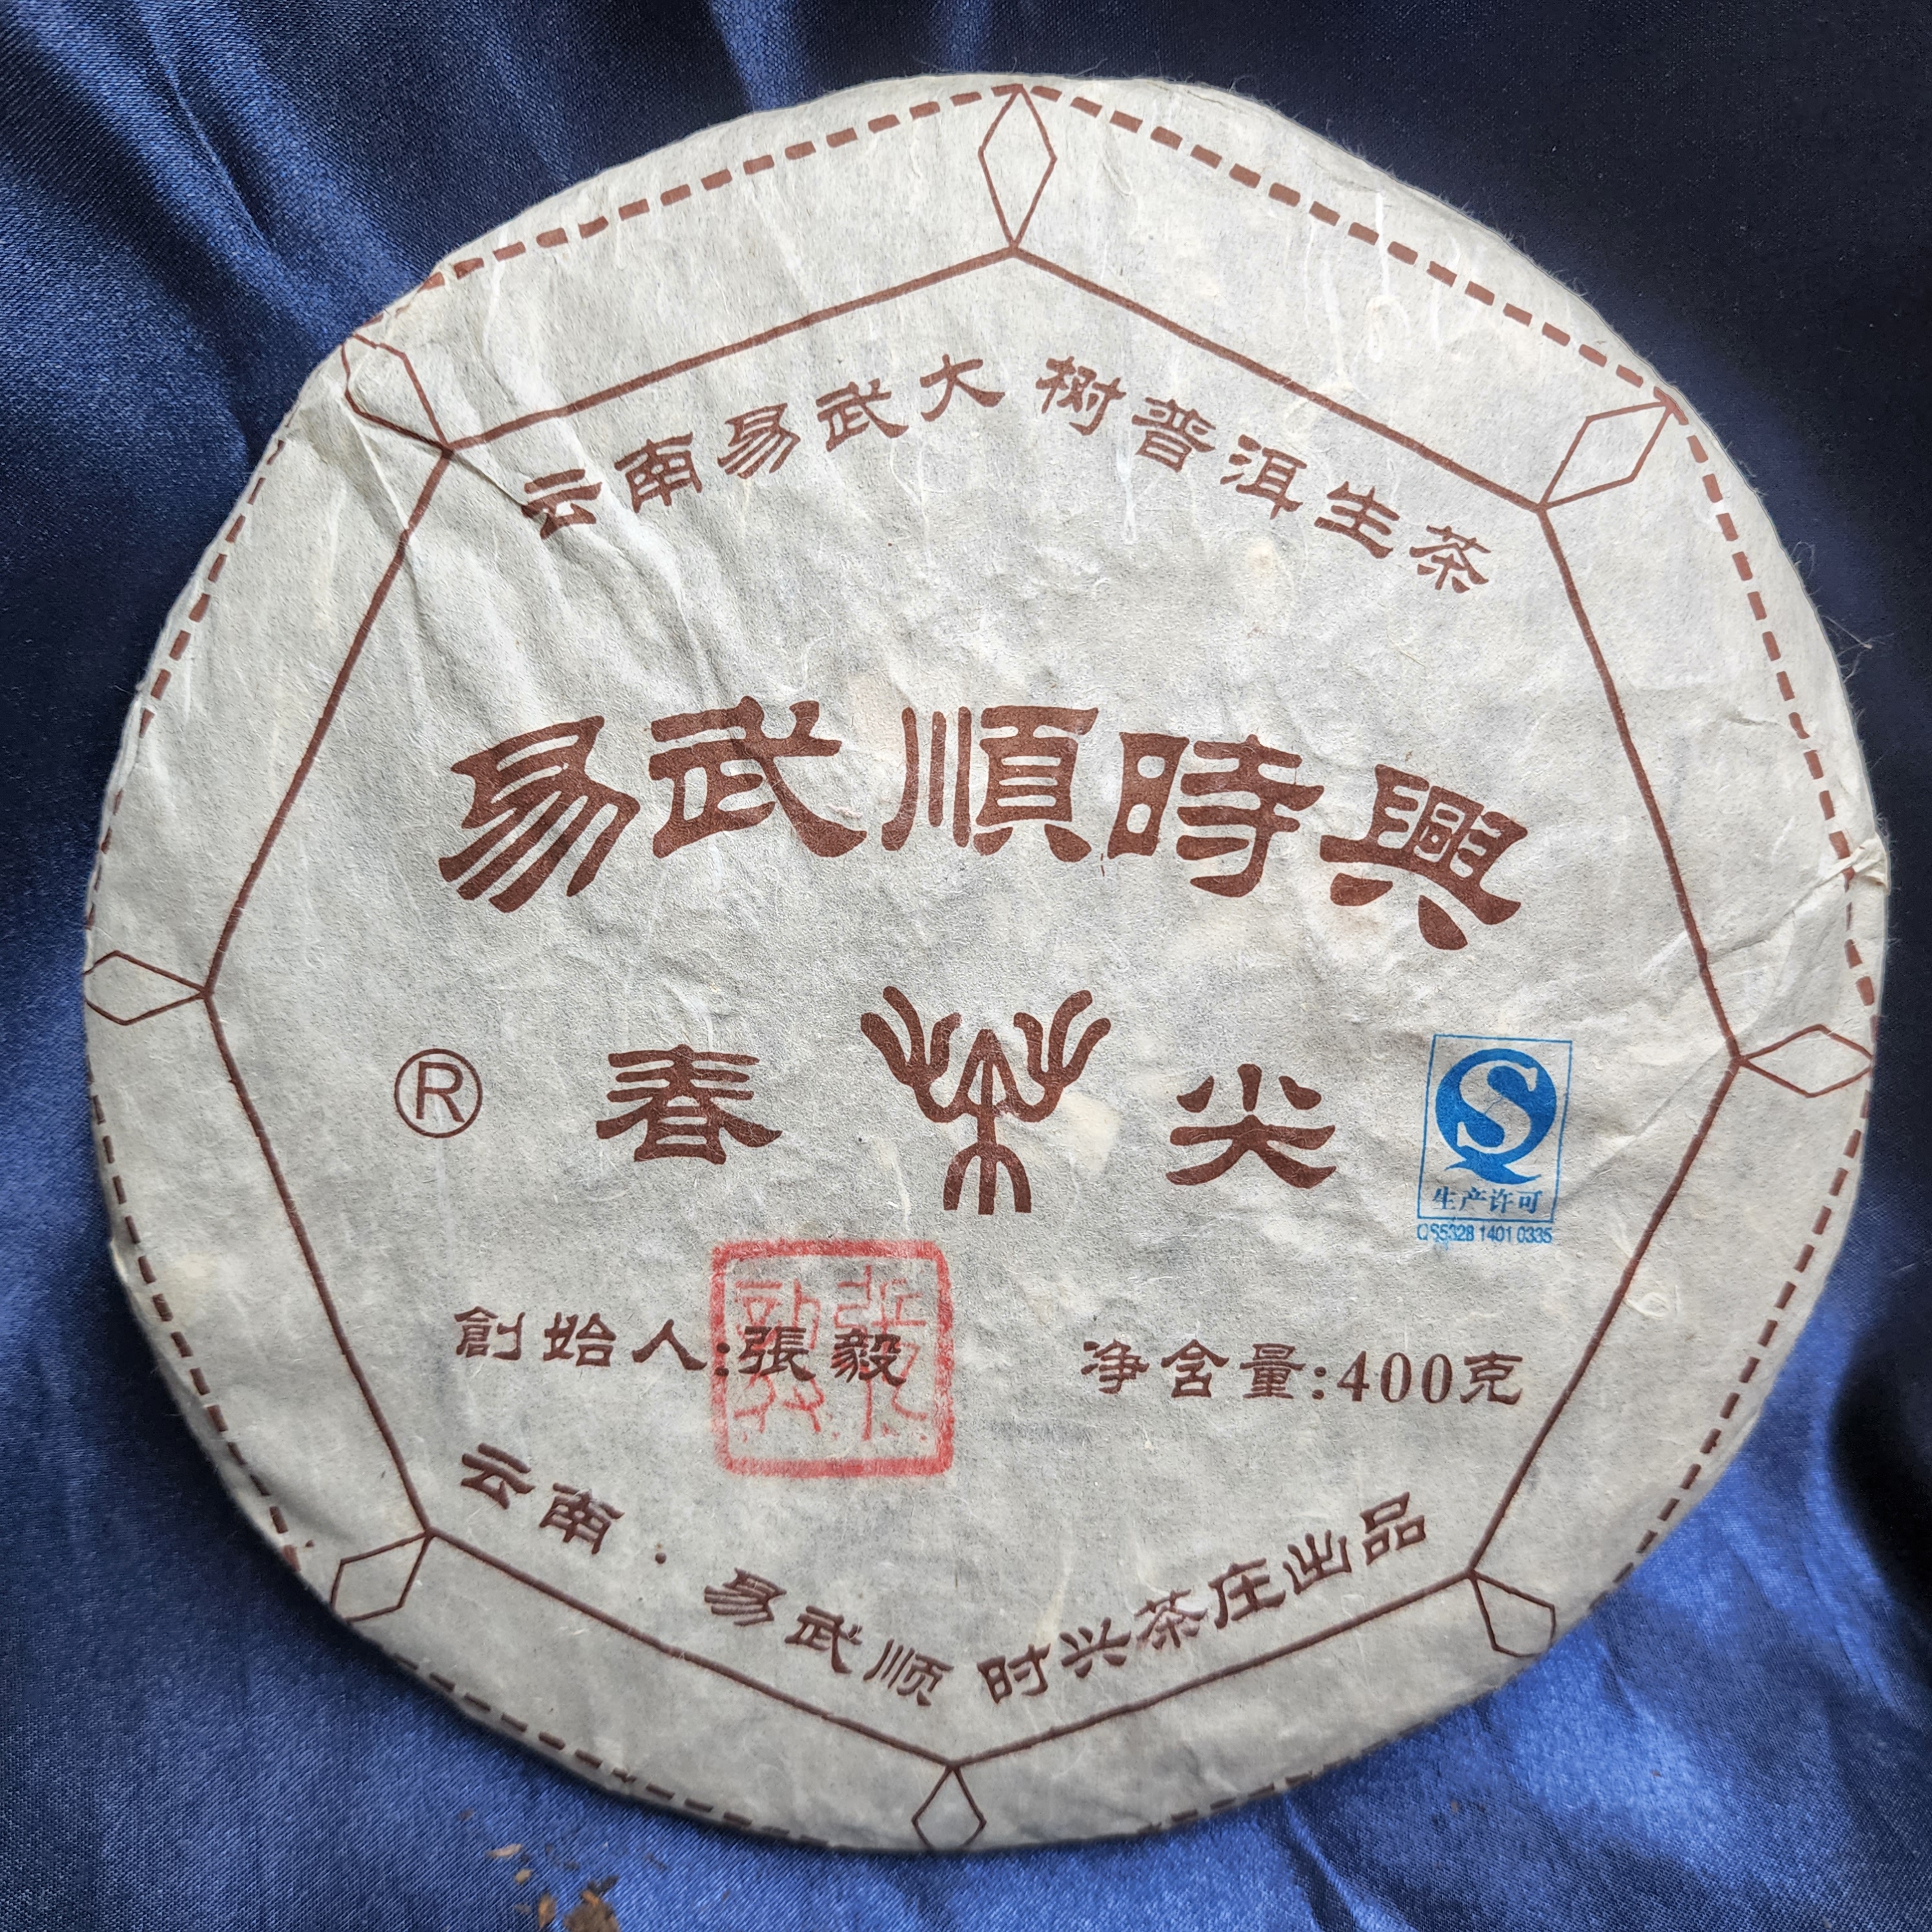 云南易武大树普洱生茶
易武順時興
® 春 茶 尖
生产许可
QS5328 1401 0335
創始人:張毅
净含量:400克
云南·易武顺时兴茶庄出品